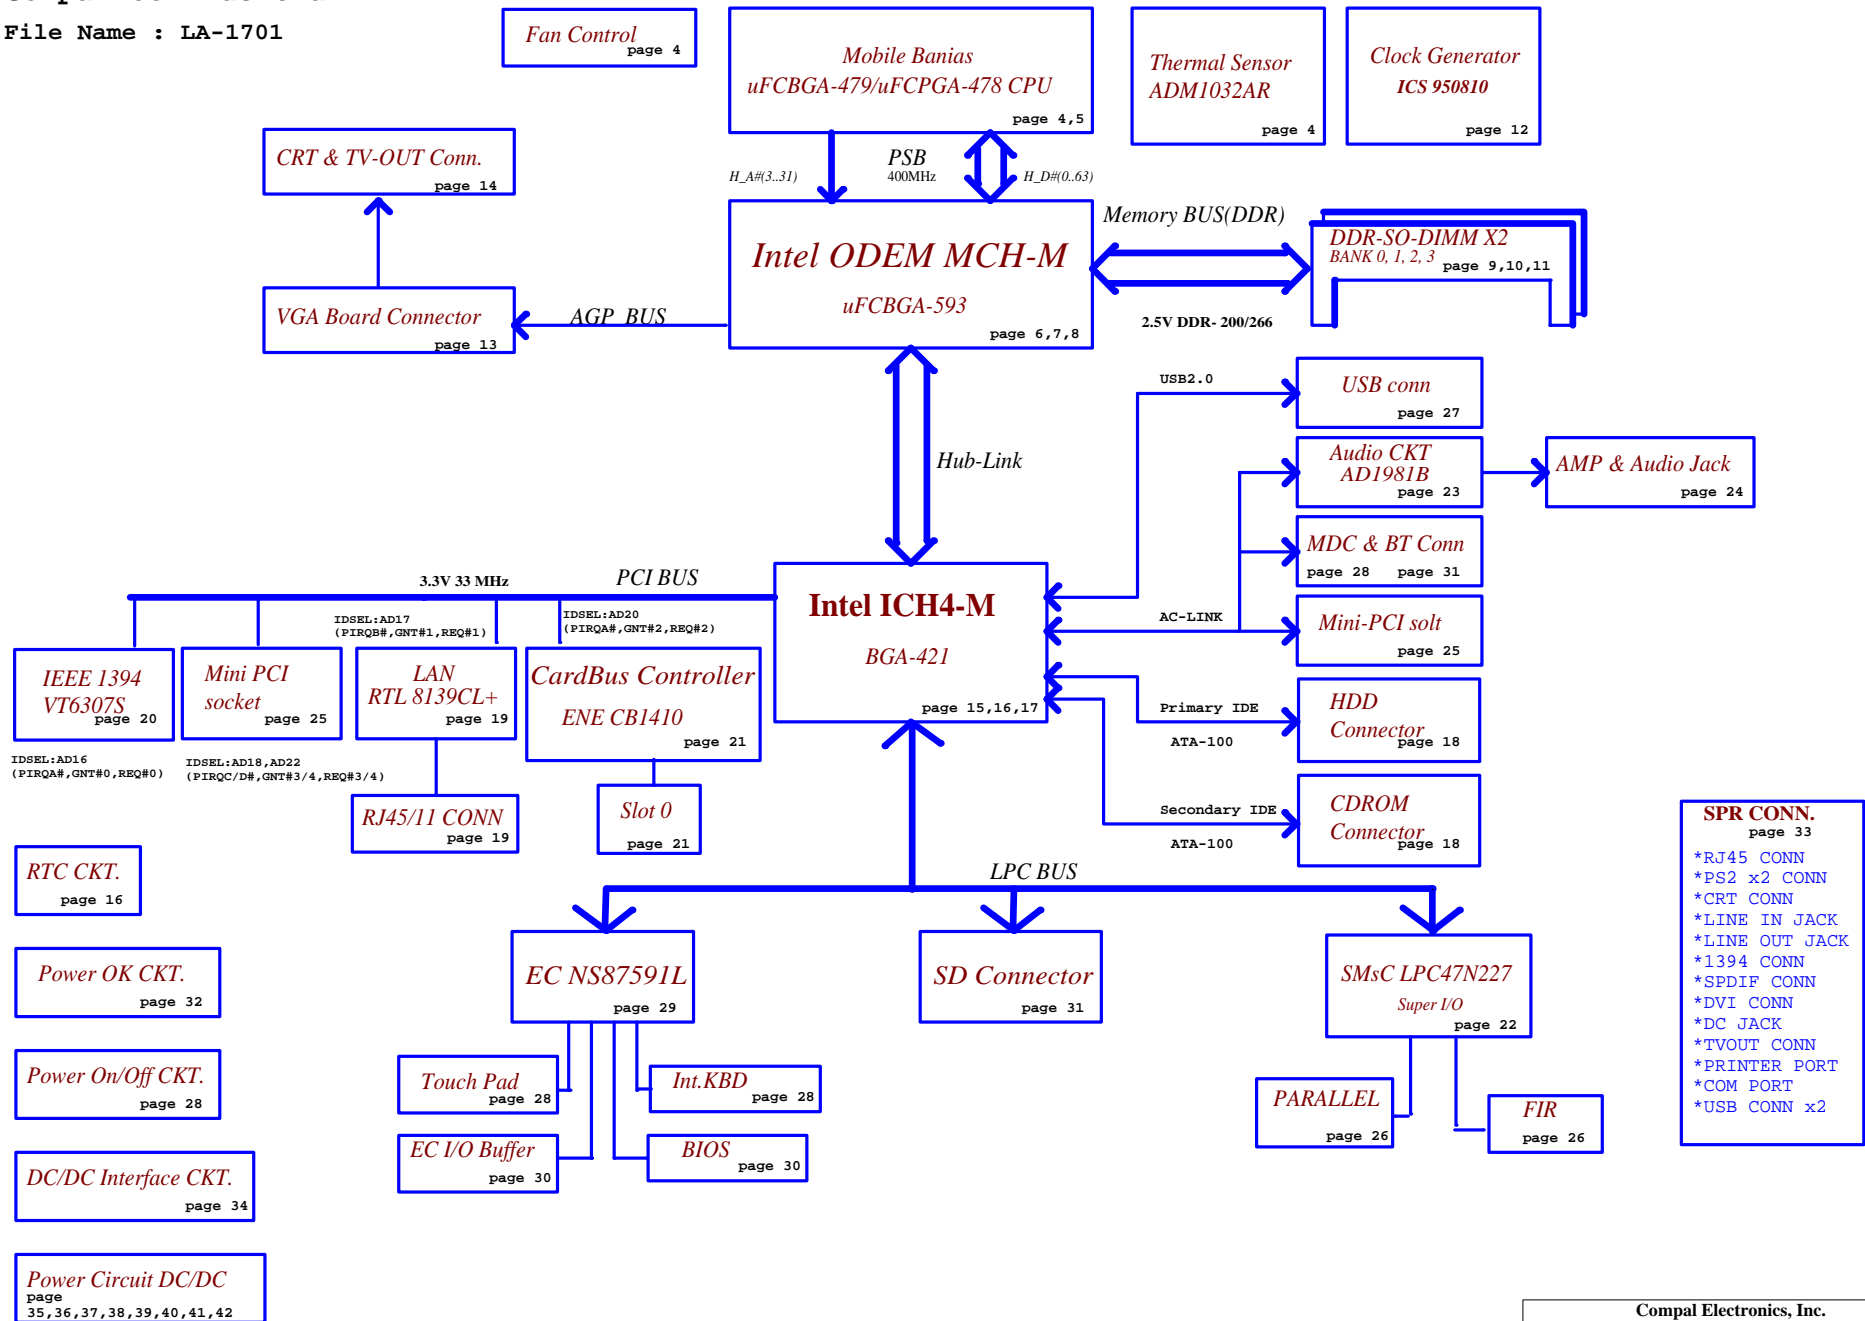 File Name : LA-1701
Fan Control
page 4
Mobile Banias
uFCBGA-479/uFCPGA-478 CPU
page 4,5
Thermal Sensor
ADM1032AR
page 4
Clock Generator
ICS 950810
page 12
CRT & TV-OUT Conn.
page 14
H_A#(3..31)
PSB
400MHz
H_D#(0..63)
Intel ODEM MCH-M
uFCBGA-593
page 6,7,8
Memory BUS(DDR)
2.5V DDR- 200/266
DDR-SO-DIMM X2
BANK 0, 1, 2, 3
page 9,10,11
VGA Board Connector
page 13
AGP BUS
Hub-Link
USB2.0
USB conn
page 27
Audio CKT
AD1981B
page 23
AMP & Audio Jack
page 24
MDC & BT Conn
page 28 page 31
AC-LINK
Mini-PCI solt
page 25
3.3V 33 MHz
PCI BUS
Intel ICH4-M
BGA-421
page 15,16,17
IDSEL:AD17
(PIRQB#,GNT#1,REQ#1)
IDSEL:AD20
(PIRQA#,GNT#2,REQ#2)
IEEE 1394
VT6307S
page 20
Mini PCI
socket
page 25
LAN
RTL 8139CL+
page 19
CardBus Controller
ENE CB1410
page 21
IDSEL:AD16
(PIRQA#,GNT#0,REQ#0)
IDSEL:AD18,AD22
(PIRQC/D#,GNT#3/4,REQ#3/4)
RJ45/11 CONN
page 19
Slot 0
page 21
Primary IDE
ATA-100
HDD
Connector
page 18
Secondary IDE
ATA-100
CDROM
Connector
page 18
LPC BUS
RTC CKT.
page 16
Power OK CKT.
page 32
Power On/Off CKT.
page 28
DC/DC Interface CKT.
page 34
Power Circuit DC/DC
page
35,36,37,38,39,40,41,42
EC NS87591L
page 29
SD Connector
page 31
SMsC LPC47N227
Super I/O
page 22
Touch Pad
page 28
Int.KBD
page 28
EC I/O Buffer
page 30
BIOS
page 30
PARALLEL
page 26
FIR
page 26
SPR CONN.
page 33
*RJ45 CONN
*PS2 x2 CONN
*CRT CONN
*LINE IN JACK
*LINE OUT JACK
*1394 CONN
*SPDIF CONN
*DVI CONN
*DC JACK
*TVOUT CONN
*PRINTER PORT
*COM PORT
*USB CONN x2
Compal Electronics, Inc.